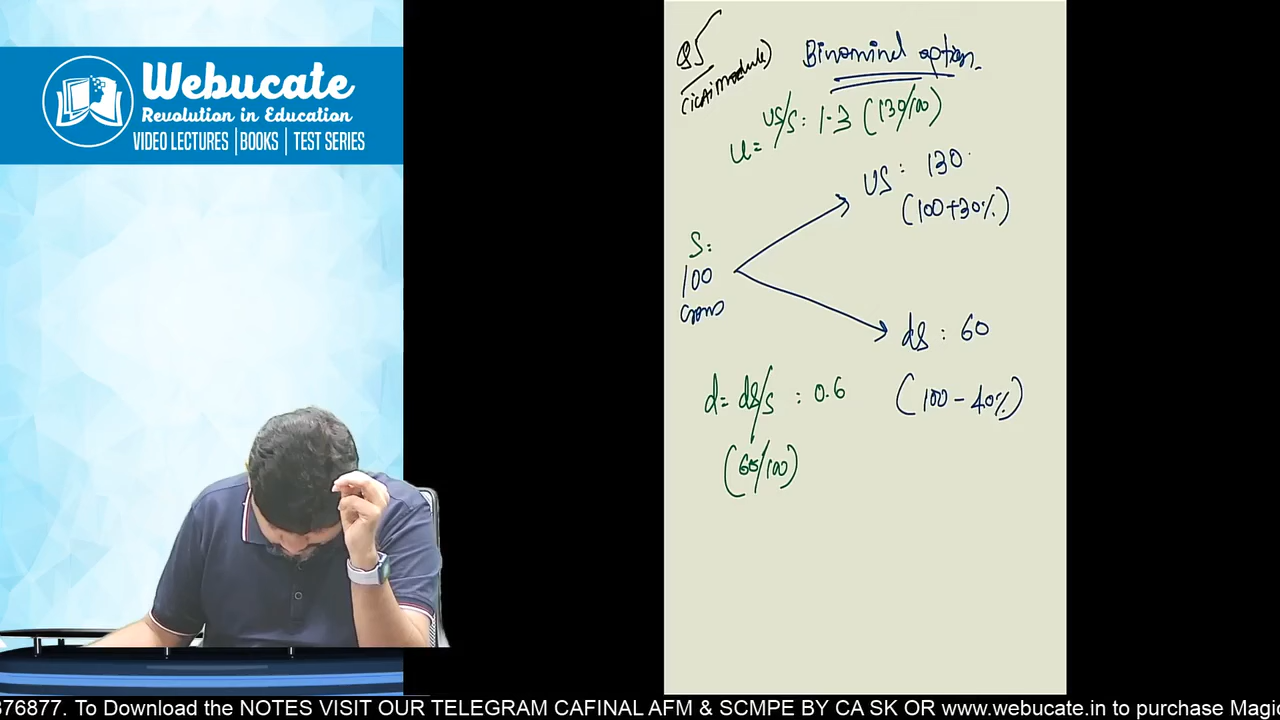 Webucate
Revolution in Education
VIDEO LECTURES | BOOKS | TEST SERIES
Q5
(ICAI Module)
Binominal option.
u= us/s: 1.3 (130/100)
us : 130
(100+30%)
S:
100
crores
ds : 60
(100-40%)
d= ds/s : 0.6
(60/100)
376877. To Download the NOTES VISIT OUR TELEGRAM CAFINAL AFM & SCMPE BY CA SK OR www.webucate.in to purchase Magic